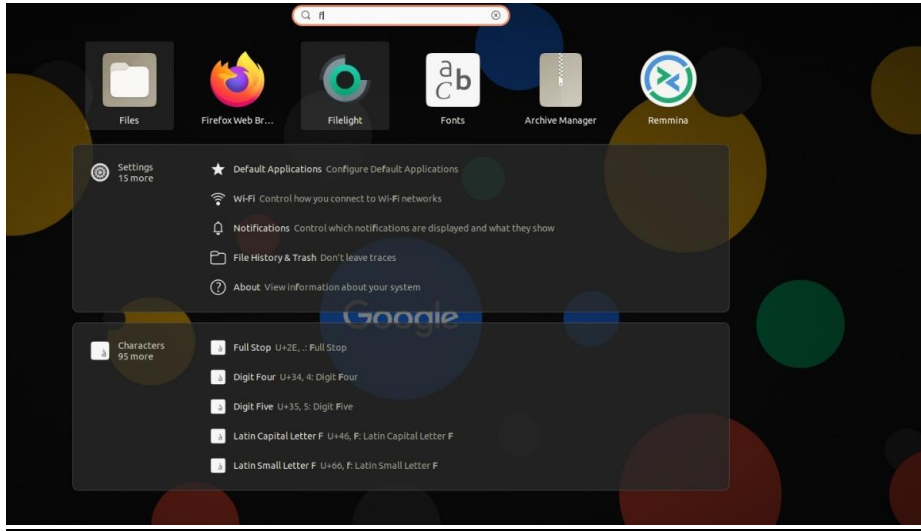 f
Files
Firefox Web Br...
Filelight
Fonts
Archive Manager
Remmina
Settings
15 more
Default Applications Configure Default Applications
Wi-Fi Control how you connect to Wi-Fi networks
Notifications Control which notifications are displayed and what they show
File History & Trash Don't leave traces
About View information about your system
Google
Characters
95 more
Full Stop U+2E, .: Full Stop
Digit Four U+34, 4: Digit Four
Digit Five U+35, 5: Digit Five
Latin Capital Letter F U+46, F: Latin Capital Letter F
Latin Small Letter F U+66, f: Latin Small Letter F